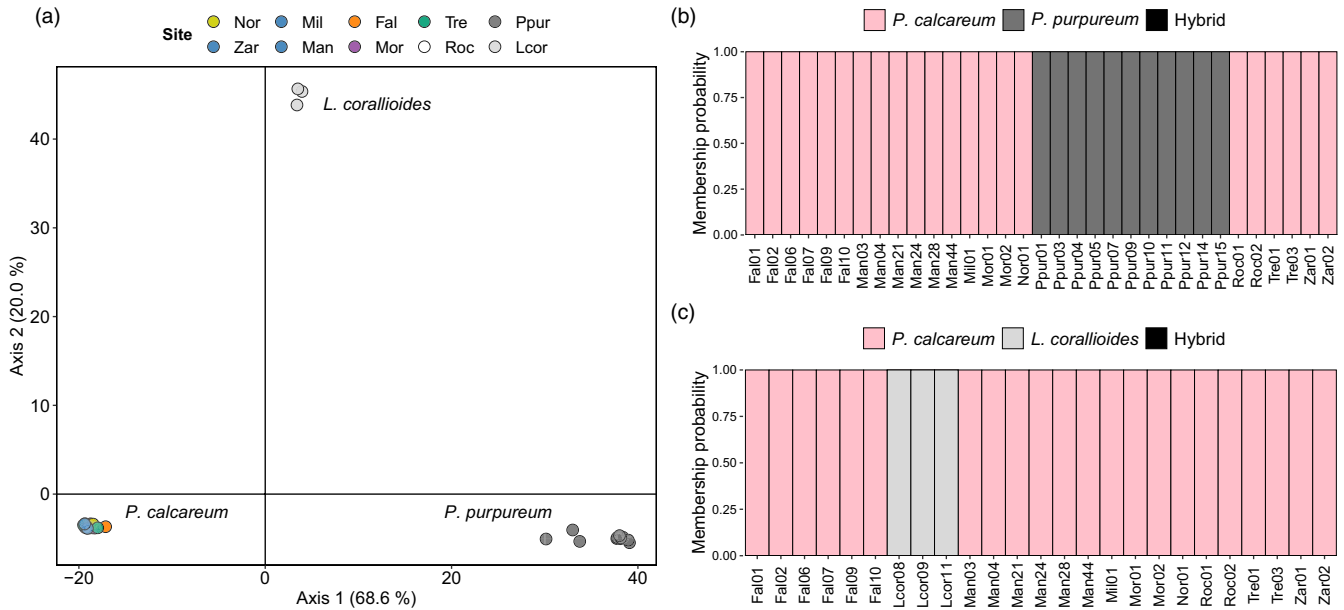 (a)
Site Nor Mil Fal Tre Ppur
Zar Man Mor Roc Lcor
L. corallioides
P. calcareum P. purpureum
40
30
20
10
0
Axis 2 (20.0 %)
−20 0 20 40
Axis 1 (68.6 %)
(b)
P. calcareum P. purpureum Hybrid
1.00
0.75
0.50
0.25
0.00
Membership probability
Fal01 Fal02 Fal06 Fal07 Fal09 Fal10 Man03 Man04 Man21 Man24 Man28 Man44 Mil01 Mor01 Mor02 Nor01 Ppur01 Ppur03 Ppur04 Ppur05 Ppur07 Ppur09 Ppur10 Ppur11 Ppur12 Ppur14 Ppur15 Roc01 Roc02 Tre01 Tre03 Zar01 Zar02
(c)
P. calcareum L. corallioides Hybrid
1.00
0.75
0.50
0.25
0.00
Membership probability
Fal01 Fal02 Fal06 Fal07 Fal09 Fal10 Lcor08 Lcor09 Lcor11 Man03 Man04 Man21 Man24 Man28 Man44 Mil01 Mor01 Mor02 Nor01 Roc01 Roc02 Tre01 Tre03 Zar01 Zar02